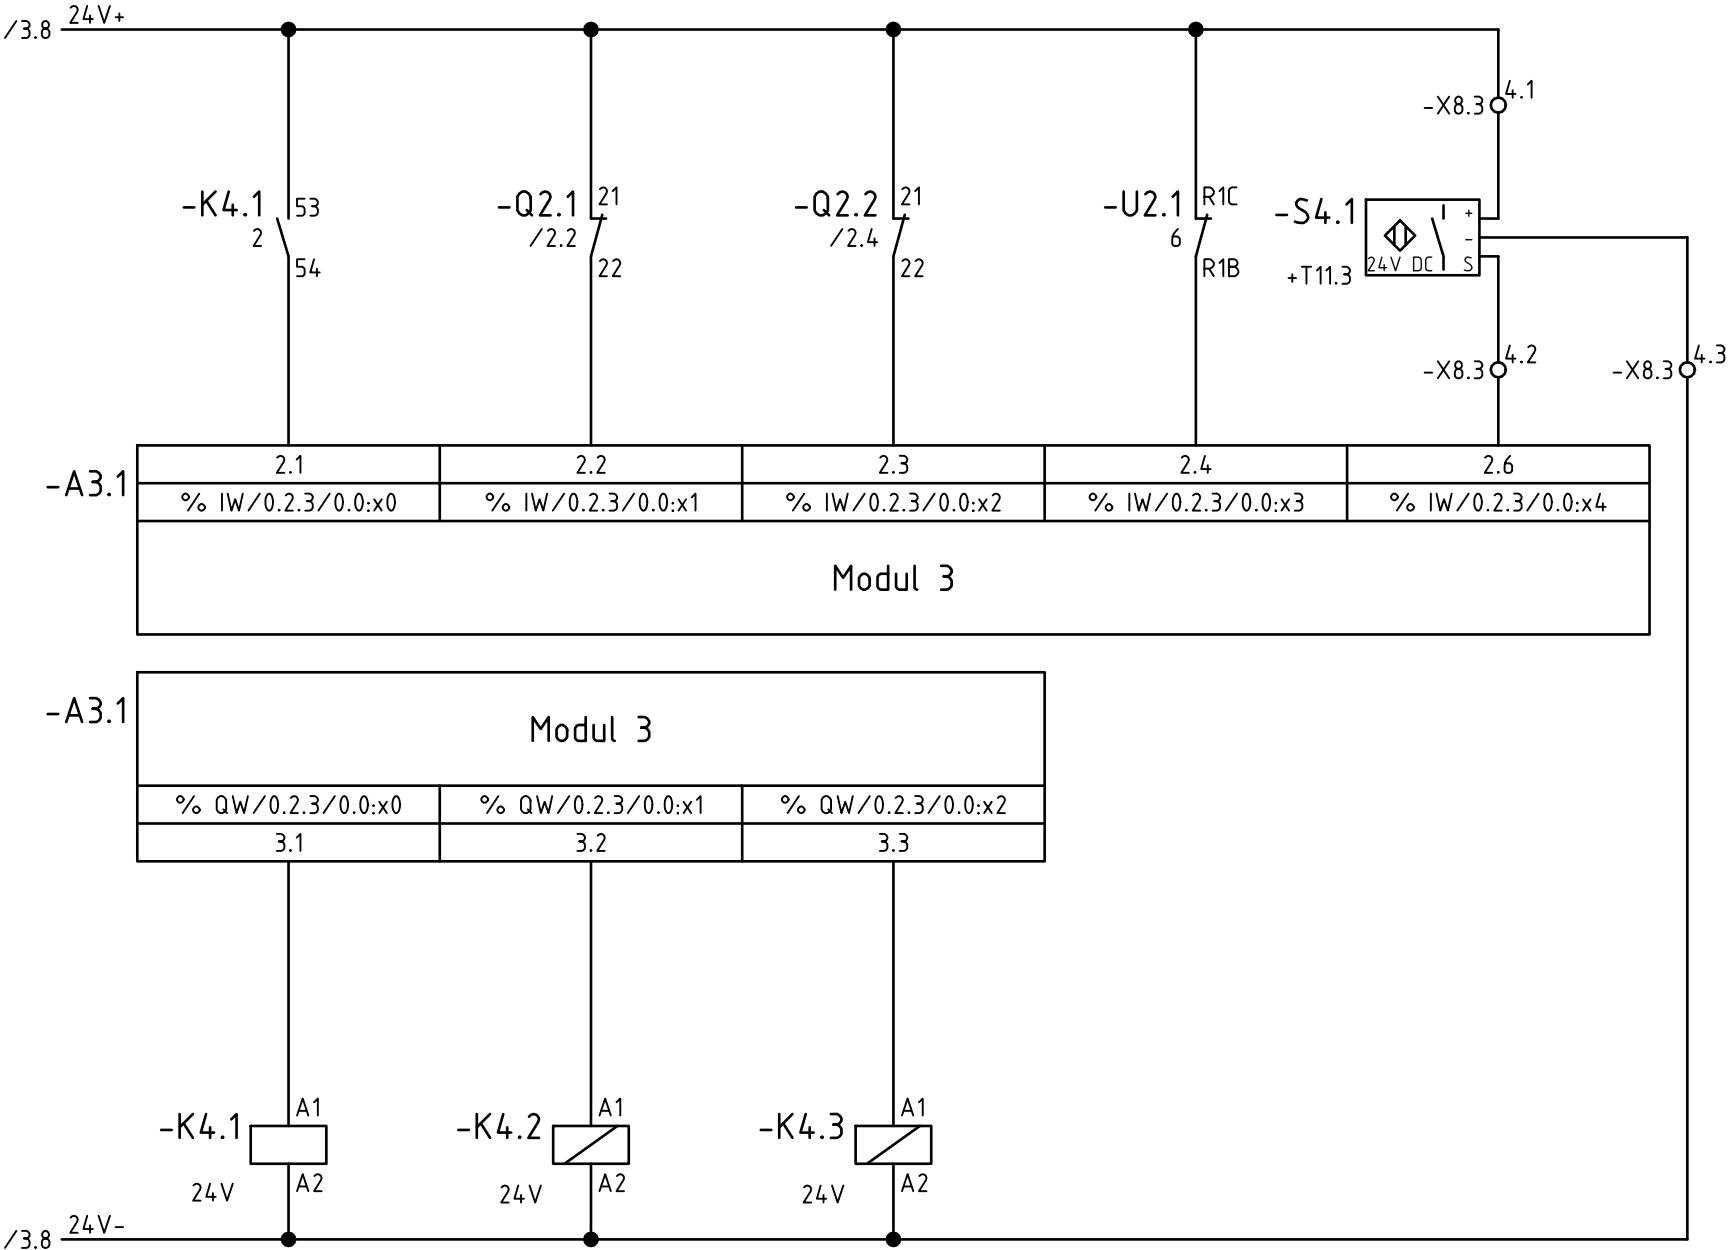 24V+
/3.8
4.1
-X8.3
-K4.1 53
2
54
-Q2.1 21
/2.2
22
-Q2.2 21
/2.4
22
-U2.1 R1C
6
R1B
-S4.1
+T11.3
+
-
24V DC S
4.2
-X8.3
4.3
-X8.3
-A3.1
2.1 2.2 2.3 2.4 2.6
% IW/0.2.3/0.0:x0 % IW/0.2.3/0.0:x1 % IW/0.2.3/0.0:x2 % IW/0.2.3/0.0:x3 % IW/0.2.3/0.0:x4
Modul 3
-A3.1
Modul 3
% QW/0.2.3/0.0:x0 % QW/0.2.3/0.0:x1 % QW/0.2.3/0.0:x2
3.1 3.2 3.3
-K4.1 A1
24V A2
-K4.2 A1
24V A2
-K4.3 A1
24V A2
24V-
/3.8